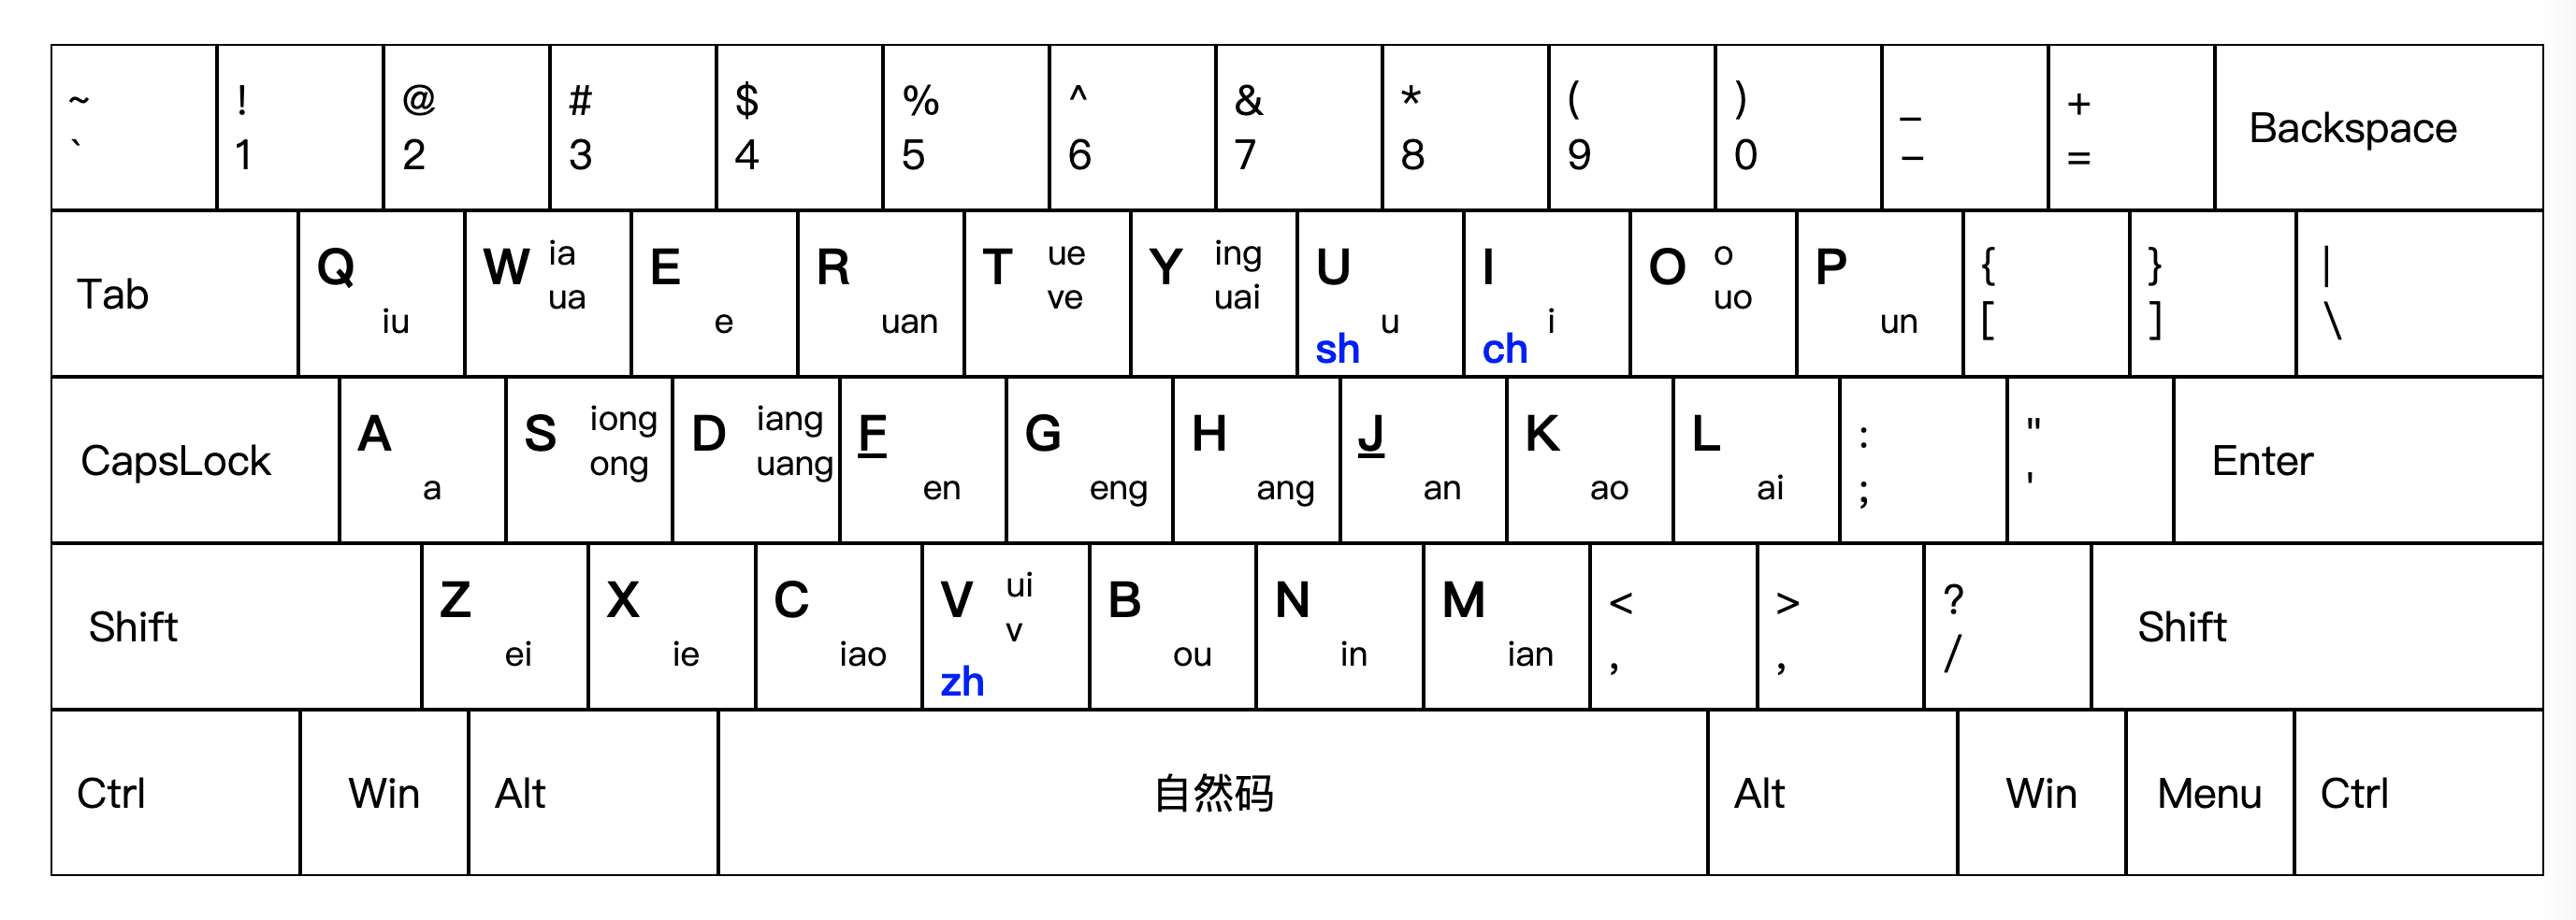 ~ ! @ # $ % ^ & * ( ) _ + Backspace
` 1 2 3 4 5 6 7 8 9 0 - =
Tab Q iu W ia ua E e R uan T ue ve Y ing uai U sh u I ch i O o uo P un { [ } ] | \
CapsLock A a S iong ong D iang uang F en G eng H ang J an K ao L ai : ; " ' Enter
Shift Z ei X ie C iao V ui v zh B ou N in M ian < , > , ? / Shift
Ctrl Win Alt 自然码 Alt Win Menu Ctrl